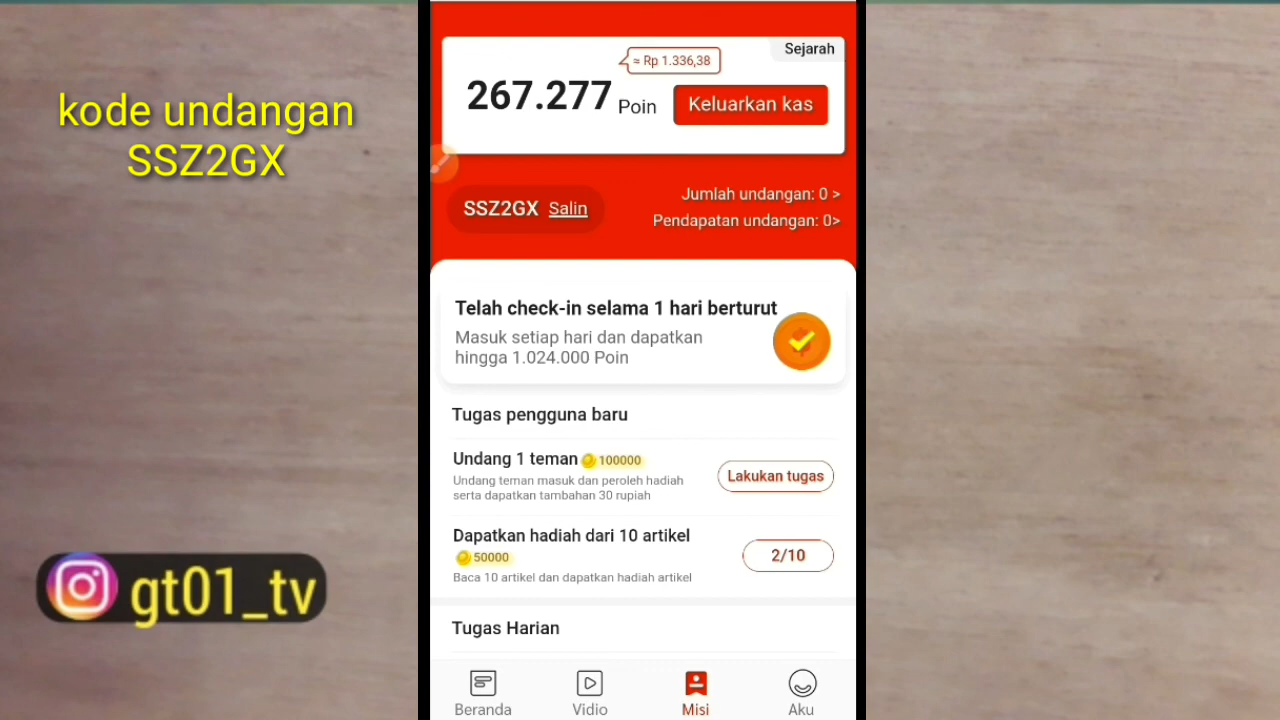 kode undangan
SSZ2GX
gt01_tv
Sejarah
≈ Rp 1.336,38
267.277 Poin
Keluarkan kas
SSZ2GX Salin
Jumlah undangan: 0 >
Pendapatan undangan: 0>
Telah check-in selama 1 hari berturut
Masuk setiap hari dan dapatkan
hingga 1.024.000 Poin
Tugas pengguna baru
Undang 1 teman 100000
Undang teman masuk dan peroleh hadiah
serta dapatkan tambahan 30 rupiah
Lakukan tugas
Dapatkan hadiah dari 10 artikel
50000
2/10
Baca 10 artikel dan dapatkan hadiah artikel
Tugas Harian
Beranda Vidio Misi Aku